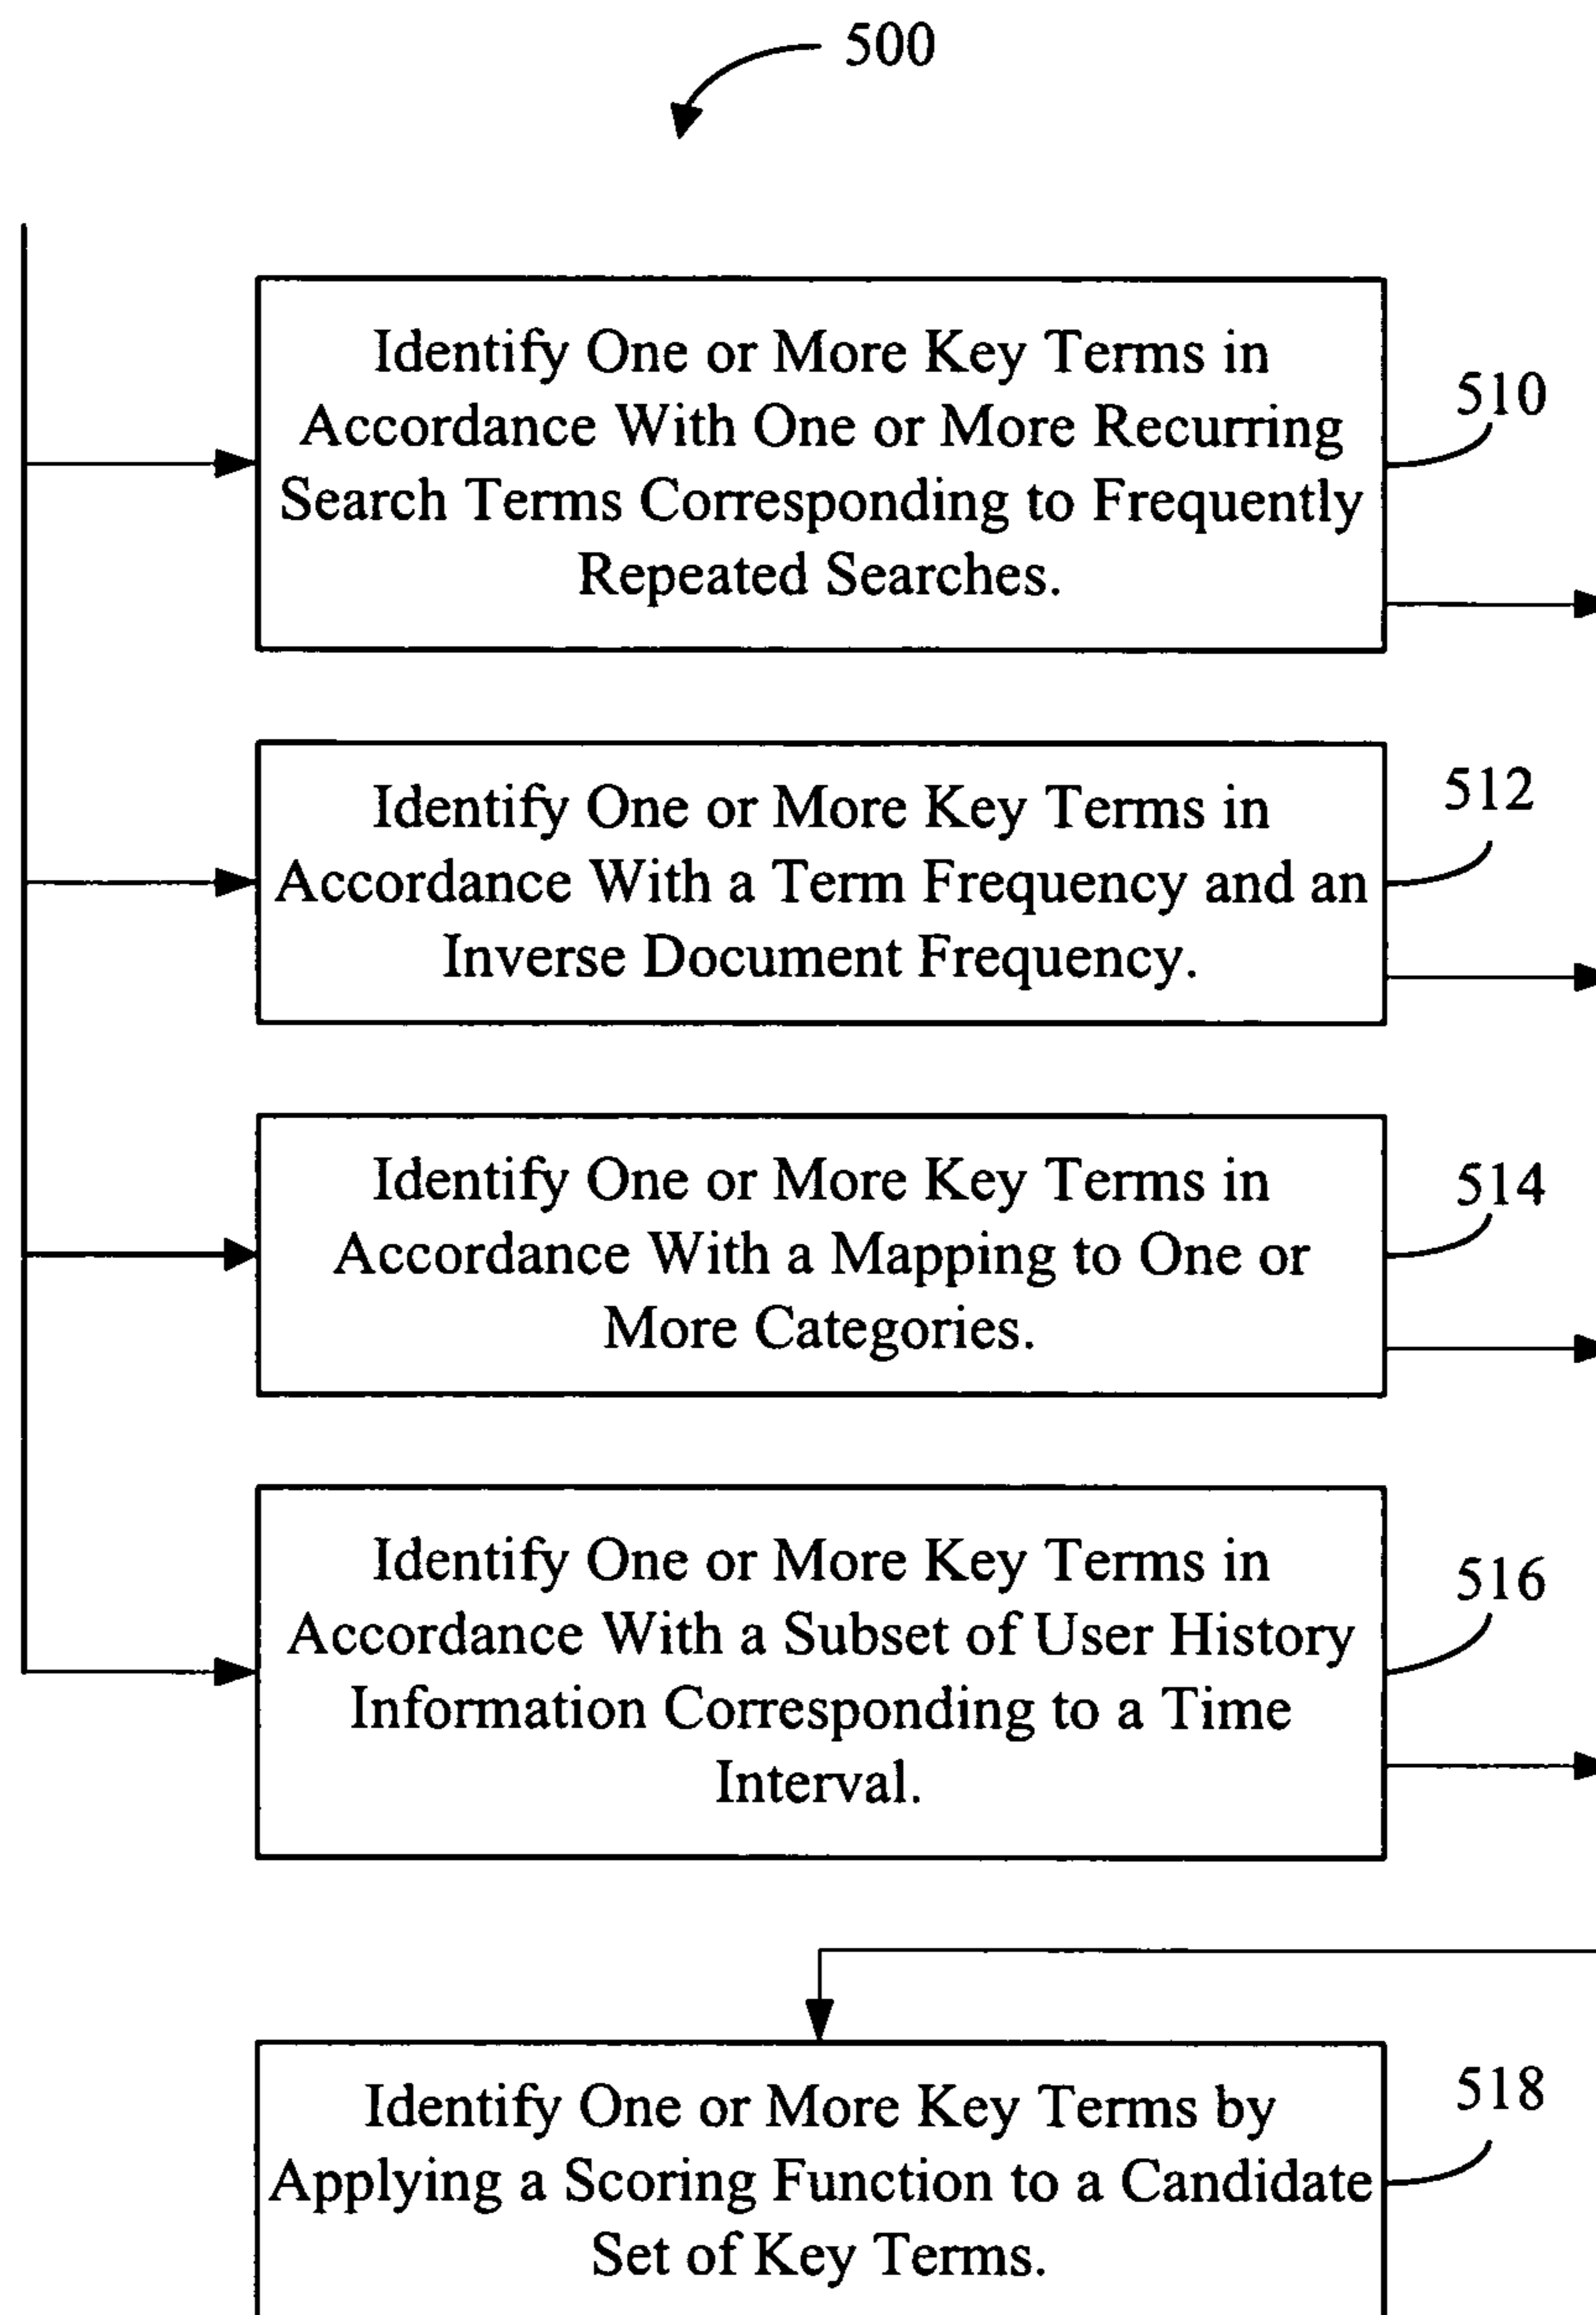 500
Identify One or More Key Terms in
Accordance With One or More Recurring
Search Terms Corresponding to Frequently
Repeated Searches.
510
Identify One or More Key Terms in
Accordance With a Term Frequency and an
Inverse Document Frequency.
512
Identify One or More Key Terms in
Accordance With a Mapping to One or
More Categories.
514
Identify One or More Key Terms in
Accordance With a Subset of User History
Information Corresponding to a Time
Interval.
516
Identify One or More Key Terms by
Applying a Scoring Function to a Candidate
Set of Key Terms.
518